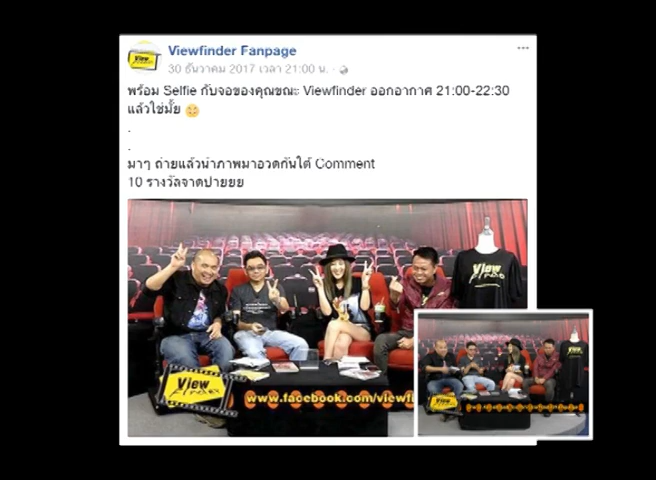 Viewfinder Fanpage
30 ธันวาคม 2017 เวลา 21:00 น. ·
พร้อม Selfie กับจอของคุณขณะ Viewfinder ออกอากาศ 21:00-22:30
แล้วใช่มั้ย
.
.
มาๆ ถ่ายแล้วนำภาพมาอวดกันใต้ Comment
10 รางวัลจาดปายยย
View
Finder
View
Finder
www.facebook.com/viewfi